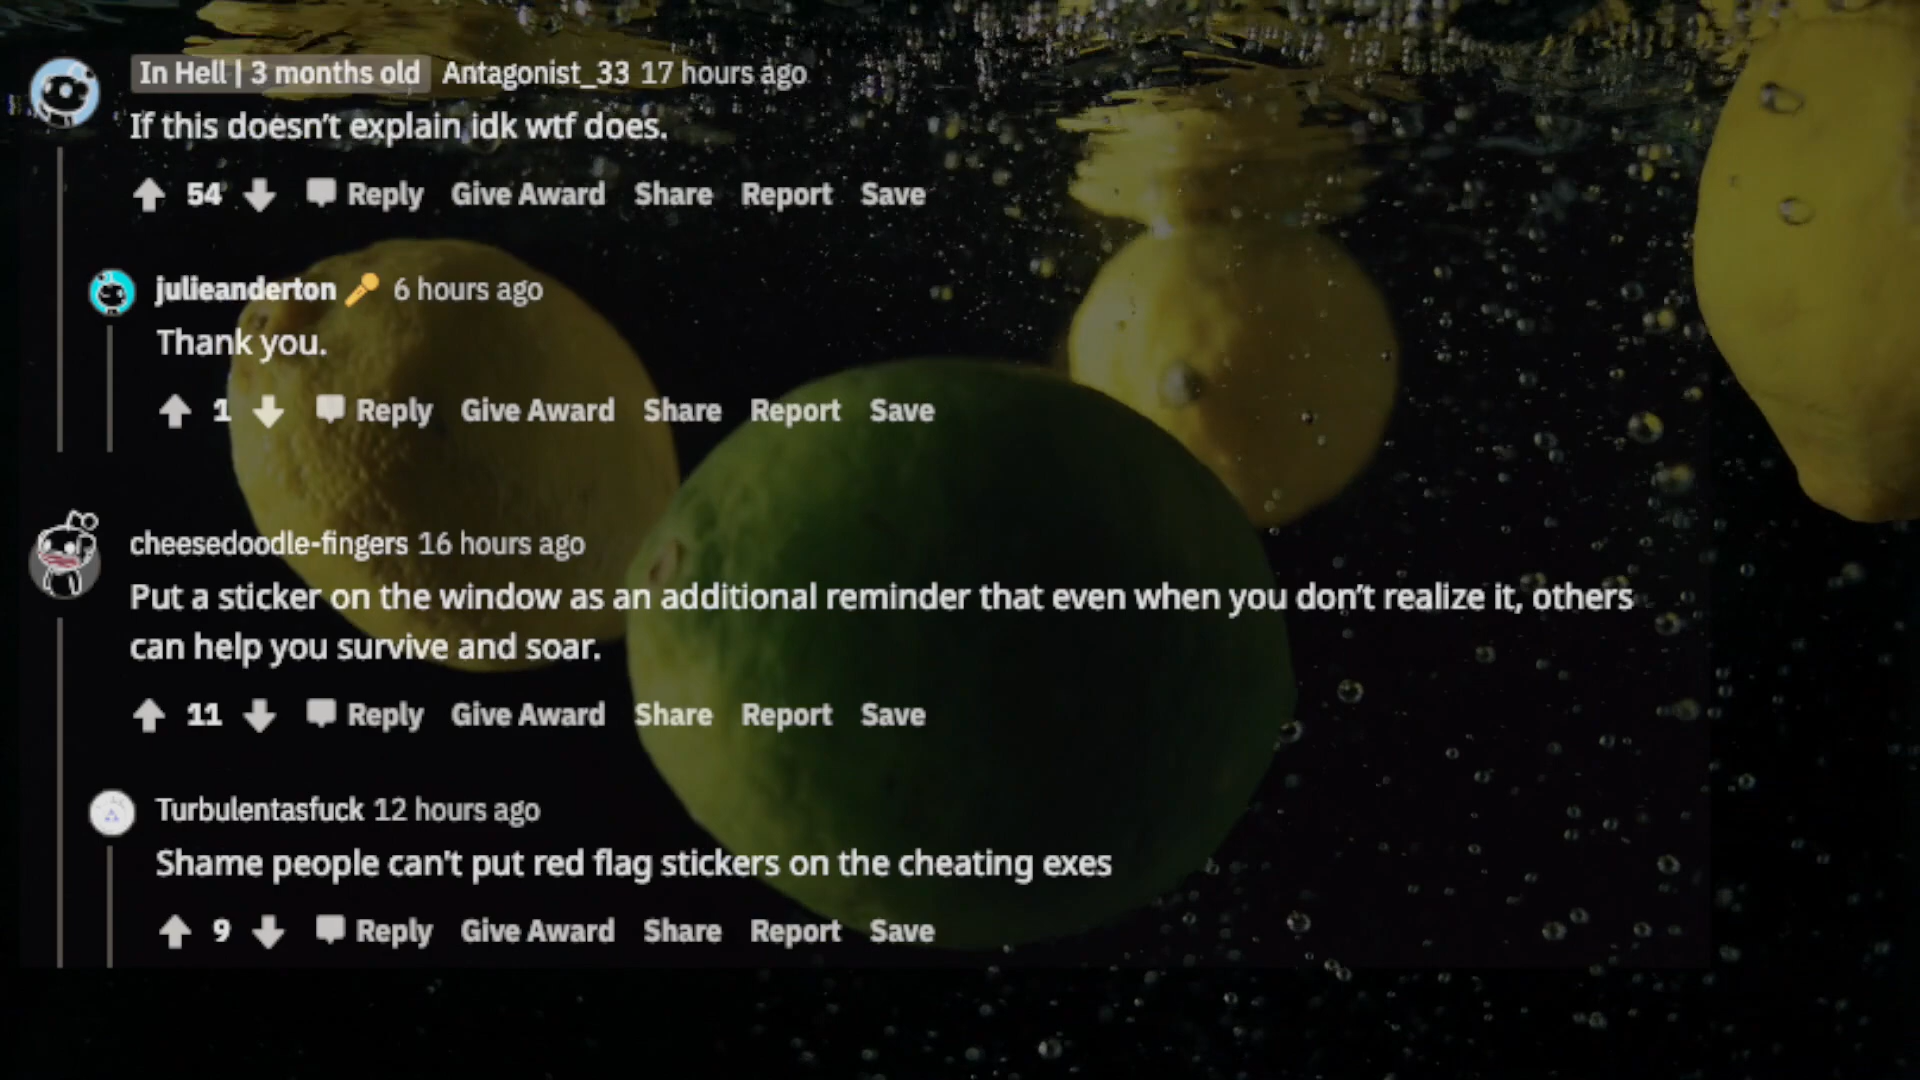 In Hell | 3 months old Antagonist_33 17 hours ago
If this doesn't explain idk wtf does.
54 Reply Give Award Share Report Save
julieanderton 🎤 6 hours ago
Thank you.
1 Reply Give Award Share Report Save
cheesedoodle-fingers 16 hours ago
Put a sticker on the window as an additional reminder that even when you don't realize it, others
can help you survive and soar.
11 Reply Give Award Share Report Save
Turbulentasfuck 12 hours ago
Shame people can't put red flag stickers on the cheating exes
9 Reply Give Award Share Report Save